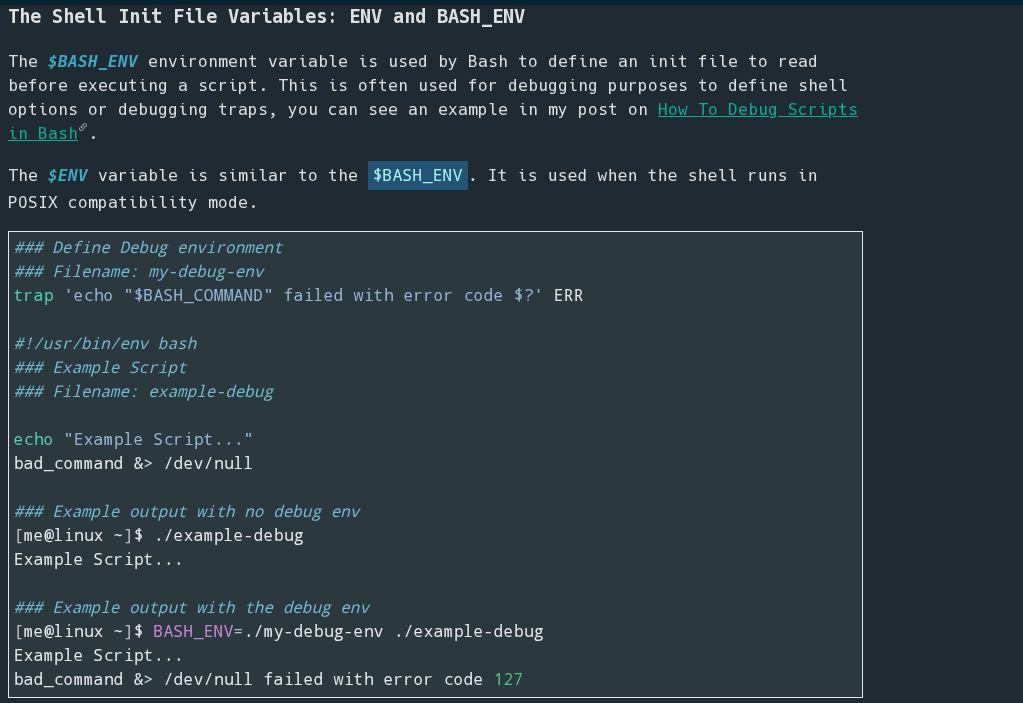 The Shell Init File Variables: ENV and BASH_ENV
The $BASH_ENV environment variable is used by Bash to define an init file to read
before executing a script. This is often used for debugging purposes to define shell
options or debugging traps, you can see an example in my post on How To Debug Scripts
in Bash.
The $ENV variable is similar to the $BASH_ENV. It is used when the shell runs in
POSIX compatibility mode.
### Define Debug environment
### Filename: my-debug-env
trap 'echo "$BASH_COMMAND" failed with error code $?' ERR
#!/usr/bin/env bash
### Example Script
### Filename: example-debug
echo "Example Script..."
bad_command &> /dev/null
### Example output with no debug env
[me@linux ~]$ ./example-debug
Example Script...
### Example output with the debug env
[me@linux ~]$ BASH_ENV=./my-debug-env ./example-debug
Example Script...
bad_command &> /dev/null failed with error code 127